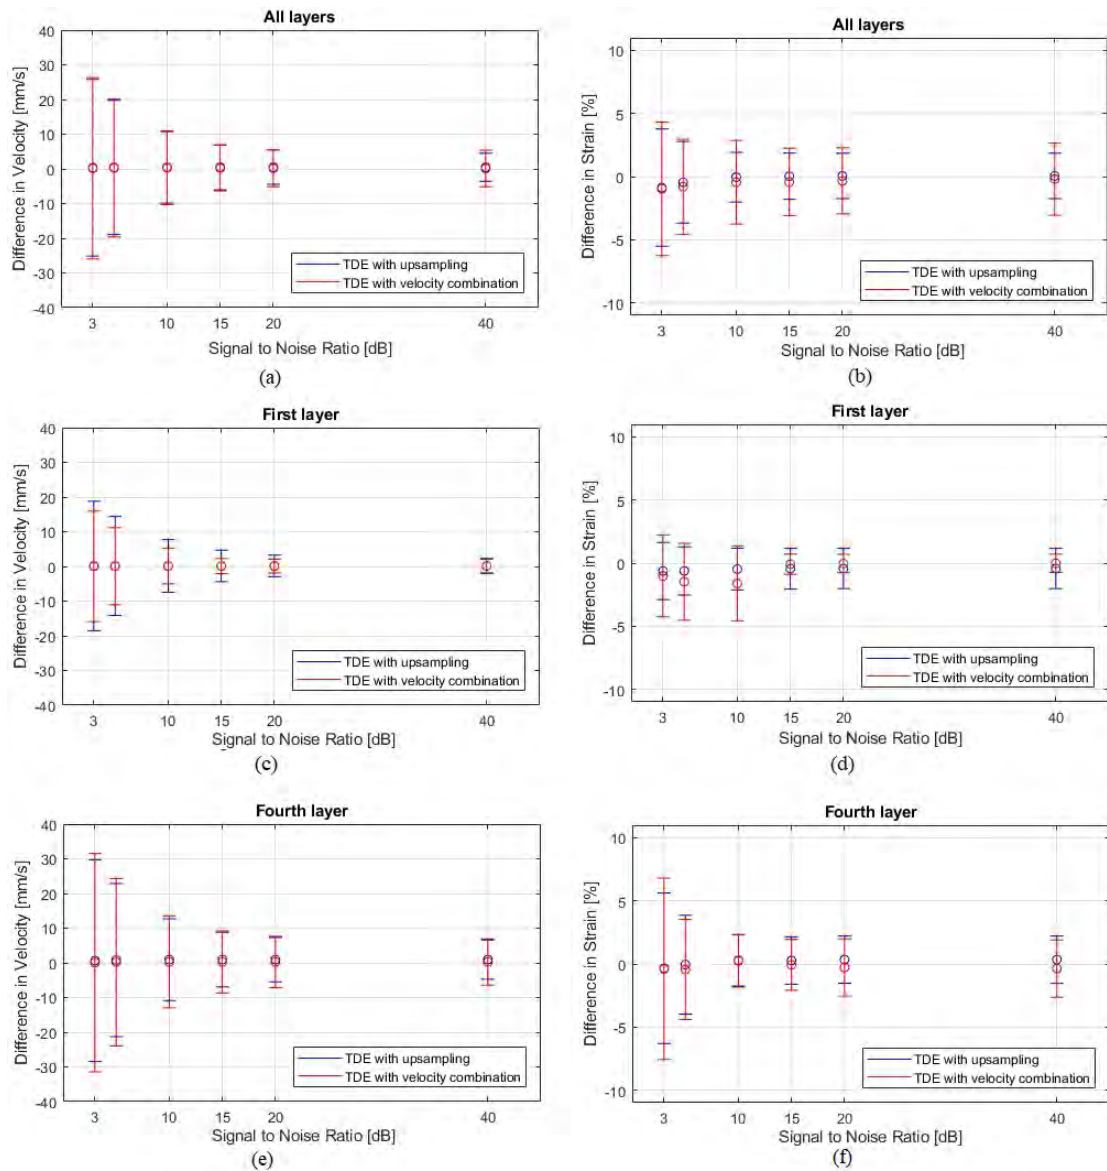 All layers
Difference in Velocity [mm/s]
40
30
20
10
0
-10
-20
-30
-40
TDE with upsampling
TDE with velocity combination
3
10
15
20
40
Signal to Noise Ratio [dB]
(a)
All layers
Difference in Strain [%]
10
5
0
-5
-10
TDE with upsampling
TDE with velocity combination
3
10
15
20
40
Signal to Noise Ratio [dB]
(b)
First layer
Difference in Velocity [mm/s]
40
30
20
10
0
-10
-20
-30
-40
TDE with upsampling
TDE with velocity combination
3
10
15
20
40
Signal to Noise Ratio [dB]
(c)
First layer
Difference in Strain [%]
10
5
0
-5
-10
TDE with upsampling
TDE with velocity combination
3
10
15
20
40
Signal to Noise Ratio [dB]
(d)
Fourth layer
Difference in Velocity [mm/s]
40
30
20
10
0
-10
-20
-30
-40
TDE with upsampling
TDE with velocity combination
3
10
15
20
40
Signal to Noise Ratio [dB]
(e)
Fourth layer
Difference in Strain [%]
10
5
0
-5
-10
TDE with upsampling
TDE with velocity combination
3
10
15
20
40
Signal to Noise Ratio [dB]
(f)